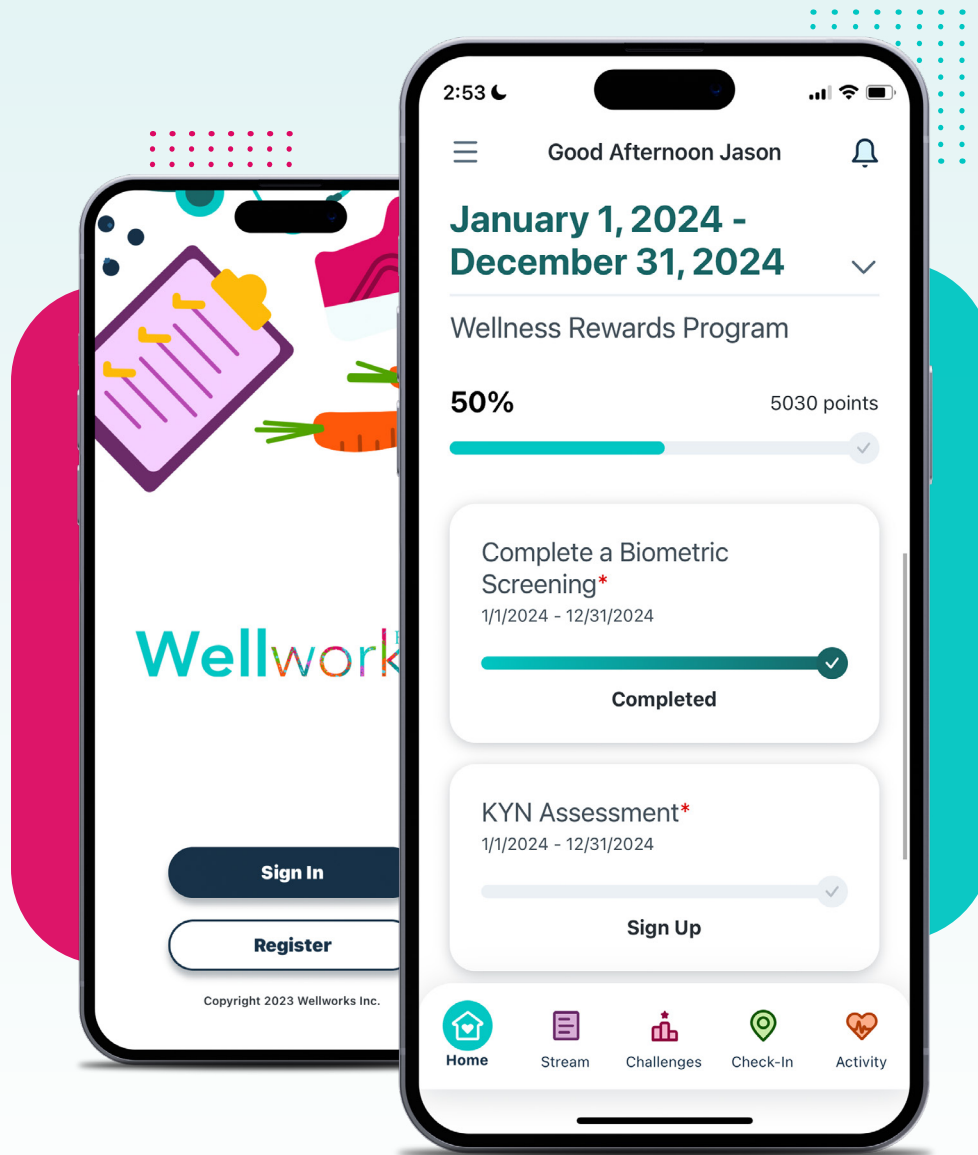 2:53
Good Afternoon Jason
January 1, 2024 -
December 31, 2024
Wellness Rewards Program
50%
5030 points
Complete a Biometric
Screening*
1/1/2024 - 12/31/2024
Completed
KYN Assessment*
1/1/2024 - 12/31/2024
Sign Up
Home
Stream
Challenges
Check-In
Activity
Wellwork
Sign In
Register
Copyright 2023 Wellworks Inc.